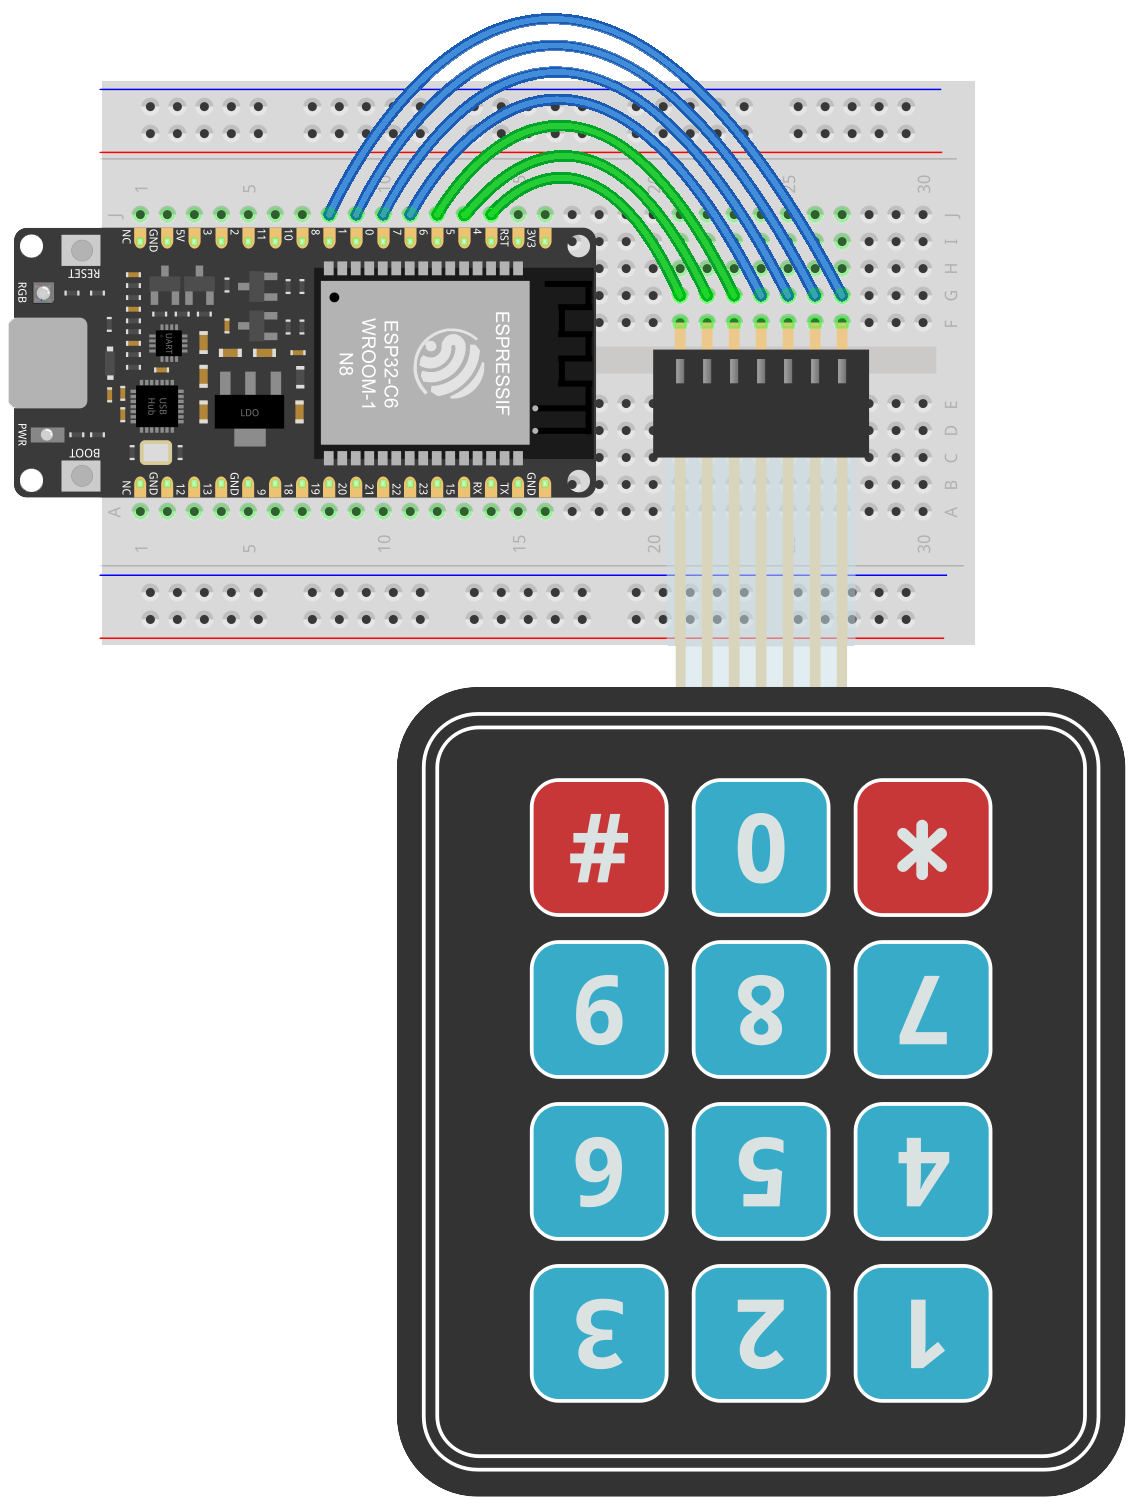 1 5 10 15 20 25 30
J J
I
H
G
F
NC GND 5V 3 2 11 10 8 1 0 7 6 5 4 RST 3V3
RESET
RGB
UART
USB
Hub
LDO
PWR
BOOT
ESPRESSIF
ESP32-C6
WROOM-1
N8
E
D
C
B
A A
NC GND 12 13 GND 9 18 19 20 21 22 23 15 RX TX GND
1 5 10 15 20 25 30
# 0 *
9 8 7
6 5 4
3 2 1